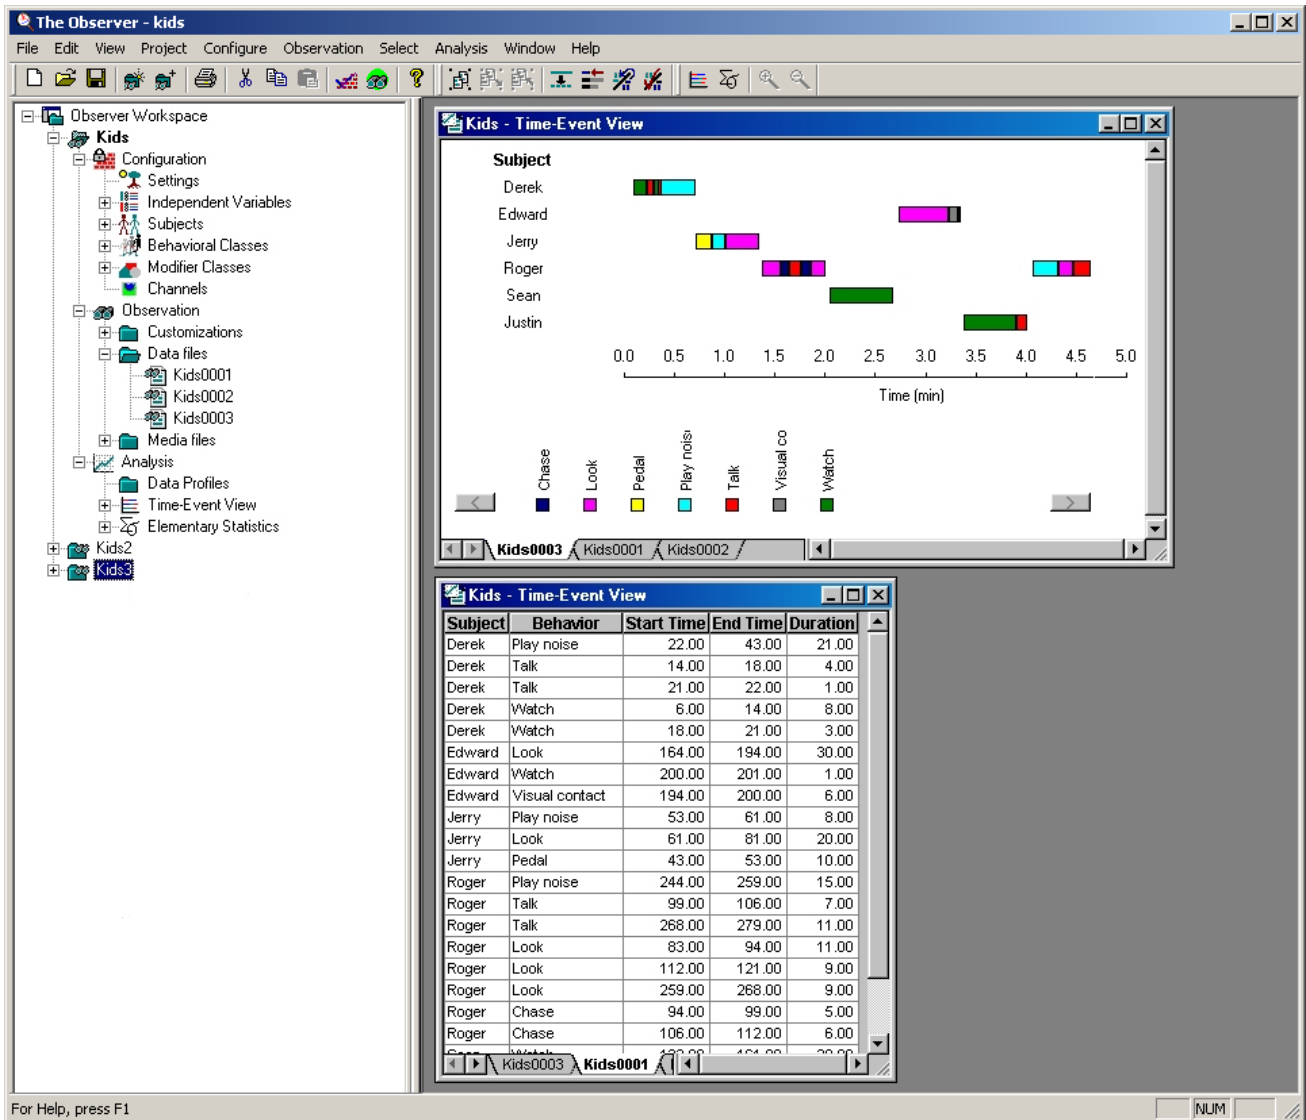 The Observer - kids
File Edit View Project Configure Observation Select Analysis Window Help
Observer Workspace
Kids
Configuration
Settings
Independent Variables
Subjects
Behavioral Classes
Modifier Classes
Channels
Observation
Customizations
Data files
Kids0001
Kids0002
Kids0003
Media files
Analysis
Data Profiles
Time-Event View
Elementary Statistics
Kids2
Kids3
Kids - Time-Event View
Subject
Derek
Edward
Jerry
Roger
Sean
Justin
0.0 0.5 1.0 1.5 2.0 2.5 3.0 3.5 4.0 4.5 5.0
Time (min)
Chase
Look
Pedal
Play nois
Talk
Visual co
Watch
Kids0003 Kids0001 Kids0002
Kids - Time-Event View
Subject Behavior Start Time End Time Duration
Derek Play noise 22.00 43.00 21.00
Derek Talk 14.00 18.00 4.00
Derek Talk 21.00 22.00 1.00
Derek Watch 6.00 14.00 8.00
Derek Watch 18.00 21.00 3.00
Edward Look 164.00 194.00 30.00
Edward Watch 200.00 201.00 1.00
Edward Visual contact 194.00 200.00 6.00
Jerry Play noise 53.00 61.00 8.00
Jerry Look 61.00 81.00 20.00
Jerry Pedal 43.00 53.00 10.00
Roger Play noise 244.00 259.00 15.00
Roger Talk 99.00 106.00 7.00
Roger Talk 268.00 279.00 11.00
Roger Look 83.00 94.00 11.00
Roger Look 112.00 121.00 9.00
Roger Look 259.00 268.00 9.00
Roger Chase 94.00 99.00 5.00
Roger Chase 106.00 112.00 6.00
Kids0003 Kids0001
For Help, press F1
NUM